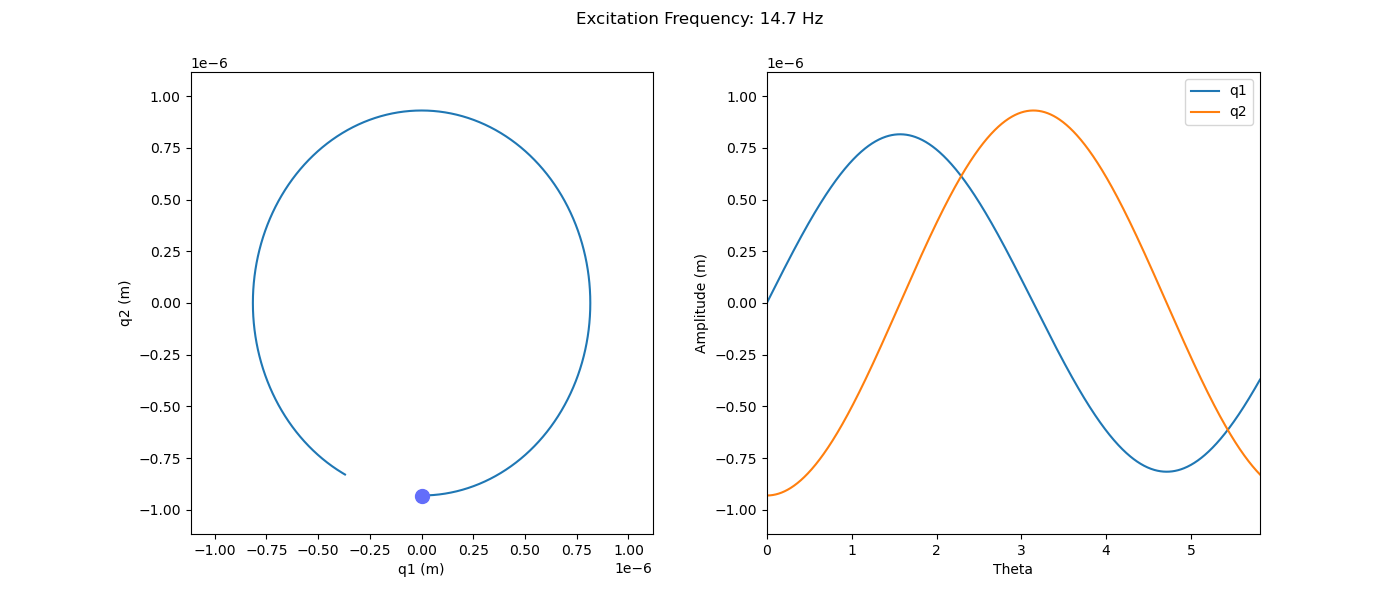 Excitation Frequency: 14.7 Hz
1e−6
1.00
0.75
0.50
0.25
0.00
−0.25
−0.50
−0.75
−1.00
q2 (m)
−1.00 −0.75 −0.50 −0.25 0.00 0.25 0.50 0.75 1.00
q1 (m)
1e−6
1e−6
1.00
0.75
0.50
0.25
0.00
−0.25
−0.50
−0.75
−1.00
Amplitude (m)
q1
q2
0 1 2 3 4 5
Theta